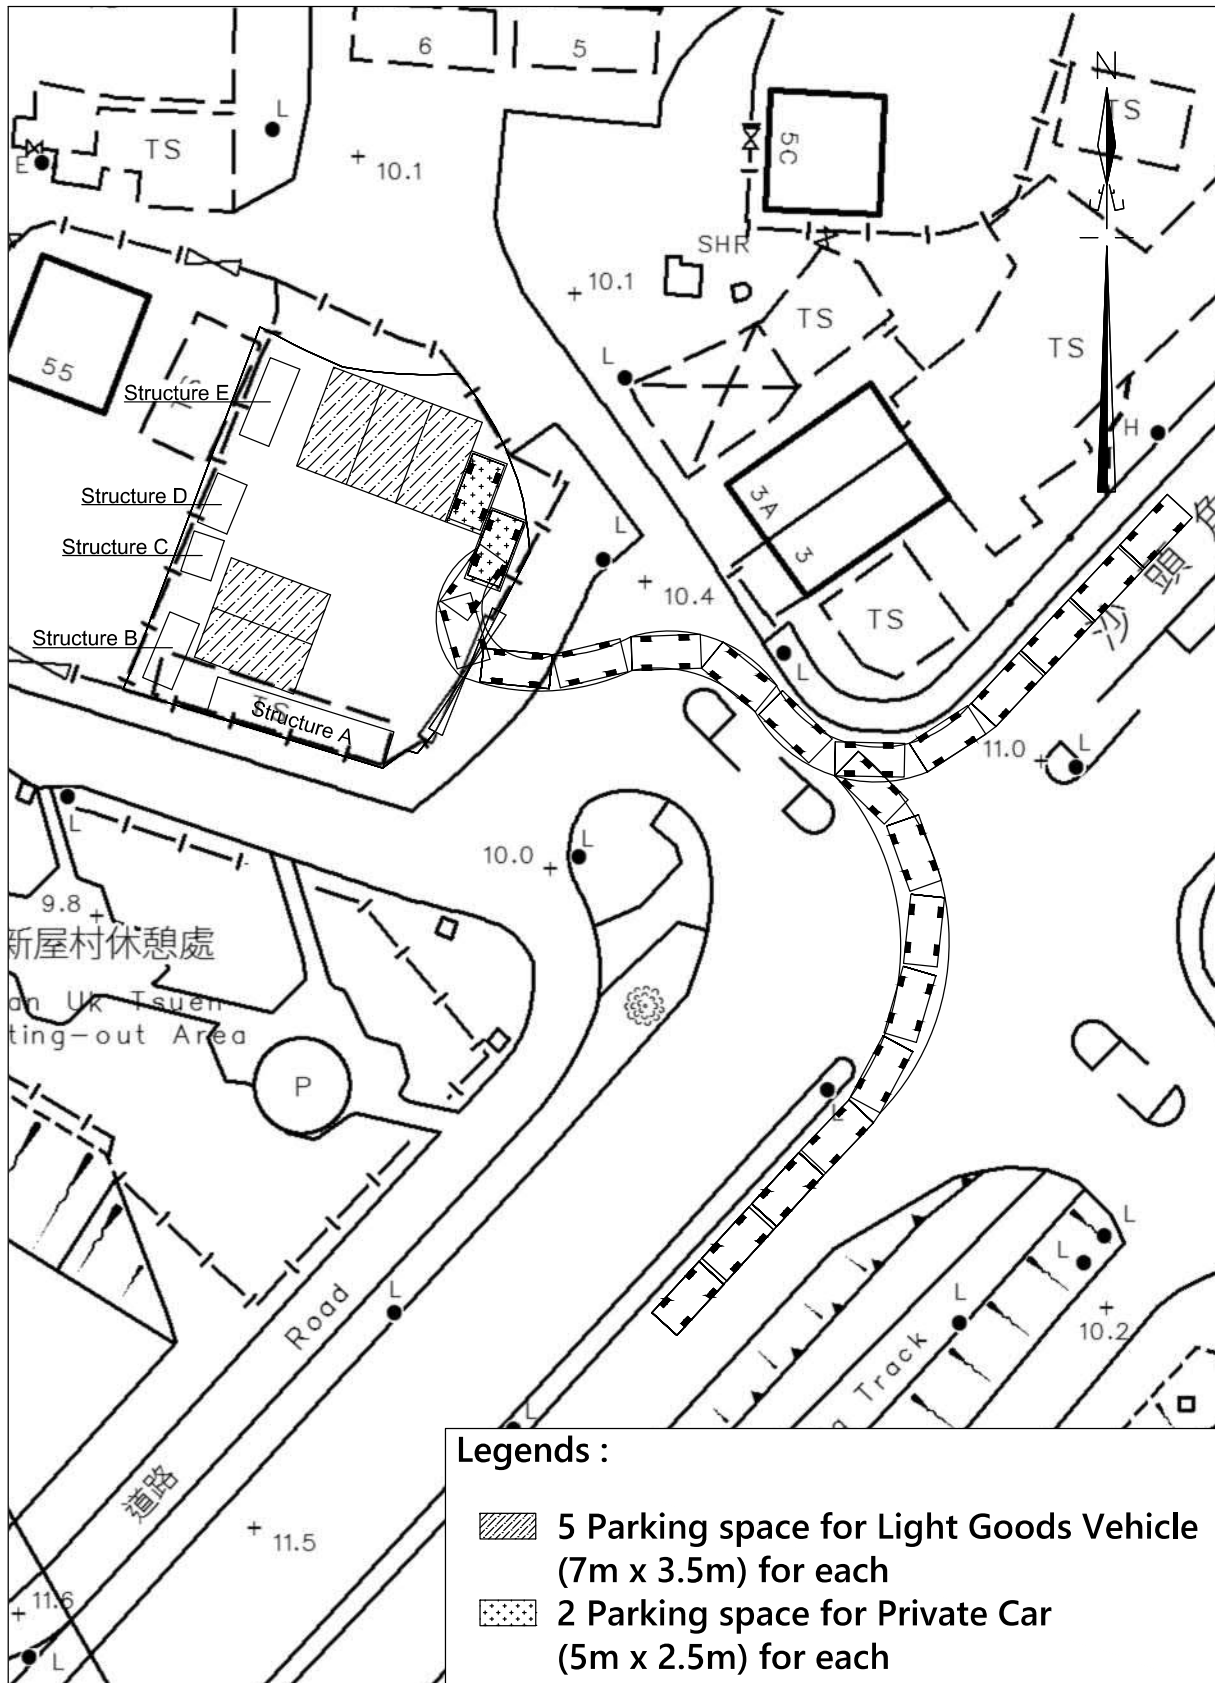 6
5
L
TS
E
10.1
N
TS
5C
SHR
10.1
TS
TS
L
55
Structure E
H
3A
3
L
Structure D
Structure C
10.4
沙頭
TS
Structure B
L
TS
Structure A
11.0
L
L
10.0
L
9.8
新屋村休憩處
an Uk Tsuen
ting-out Area
P
L
L
L
Road
L
L
10.2
Track
L
道路
11.5
11.6
L
Legends :
5 Parking space for Light Goods Vehicle
(7m x 3.5m) for each
2 Parking space for Private Car
(5m x 2.5m) for each